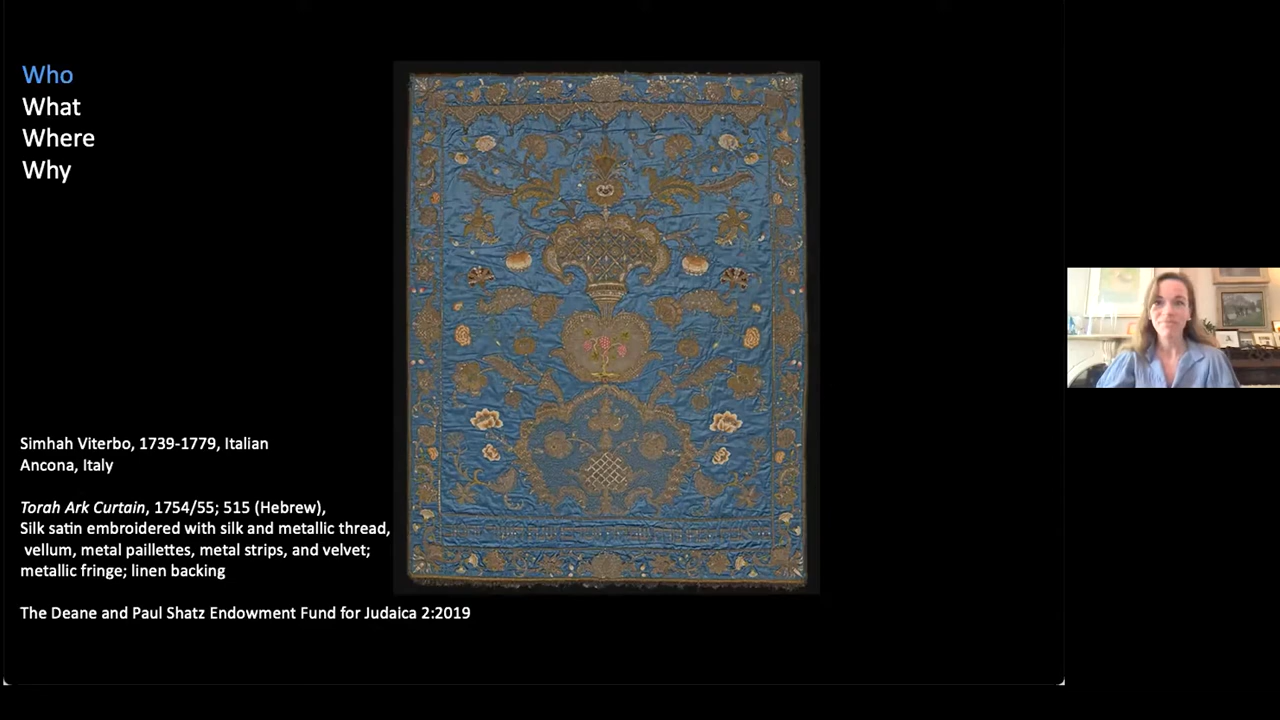 Who
What
Where
Why
Simhah Viterbo, 1739-1779, Italian
Ancona, Italy
Torah Ark Curtain, 1754/55; 515 (Hebrew),
Silk satin embroidered with silk and metallic thread,
vellum, metal paillettes, metal strips, and velvet;
metallic fringe; linen backing
The Deane and Paul Shatz Endowment Fund for Judaica 2:2019